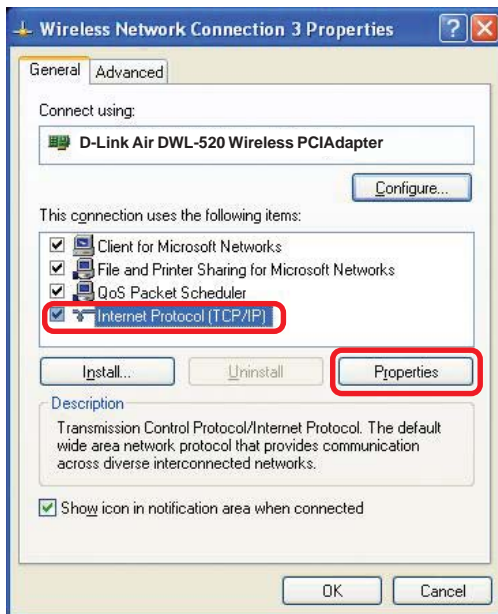 Wireless Network Connection 3 Properties
General Advanced
Connect using:
D-Link Air DWL-520 Wireless PCIAdapter
Configure...
This connection uses the following items:
Client for Microsoft Networks
File and Printer Sharing for Microsoft Networks
QoS Packet Scheduler
Internet Protocol (TCP/IP)
Install... Uninstall Properties
Description
Transmission Control Protocol/Internet Protocol. The default
wide area network protocol that provides communication
across diverse interconnected networks.
Show icon in notification area when connected
OK Cancel